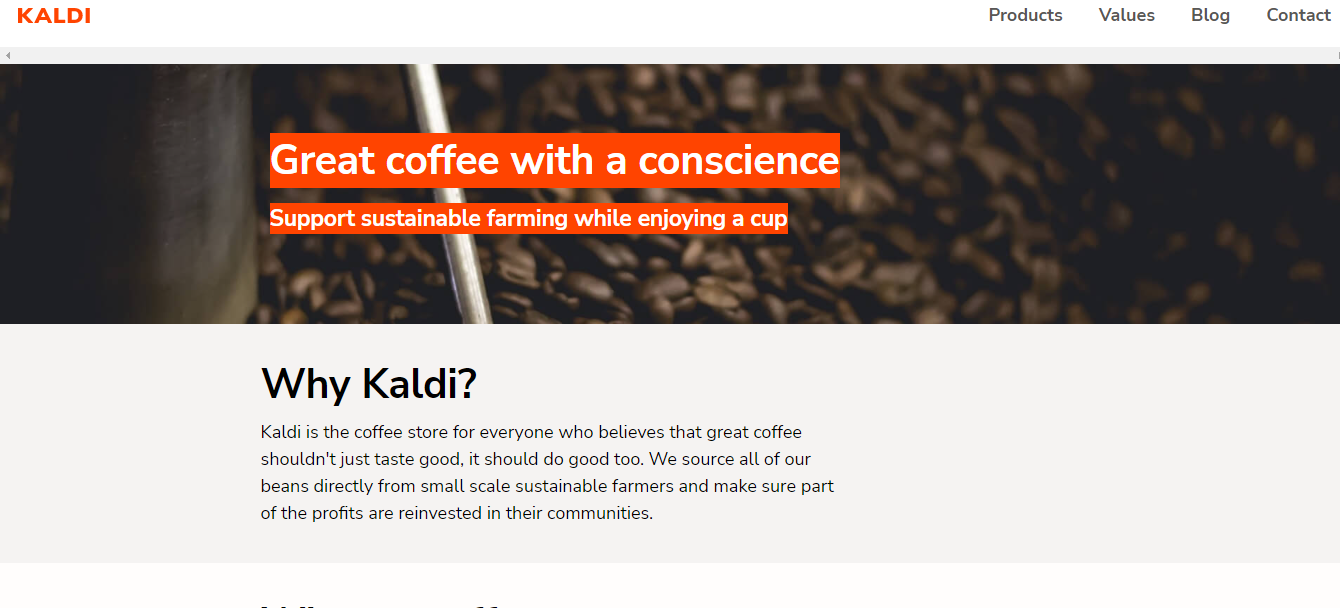 KALDI
Products Values Blog Contact
Great coffee with a conscience
Support sustainable farming while enjoying a cup
Why Kaldi?
Kaldi is the coffee store for everyone who believes that great coffee
shouldn't just taste good, it should do good too. We source all of our
beans directly from small scale sustainable farmers and make sure part
of the profits are reinvested in their communities.